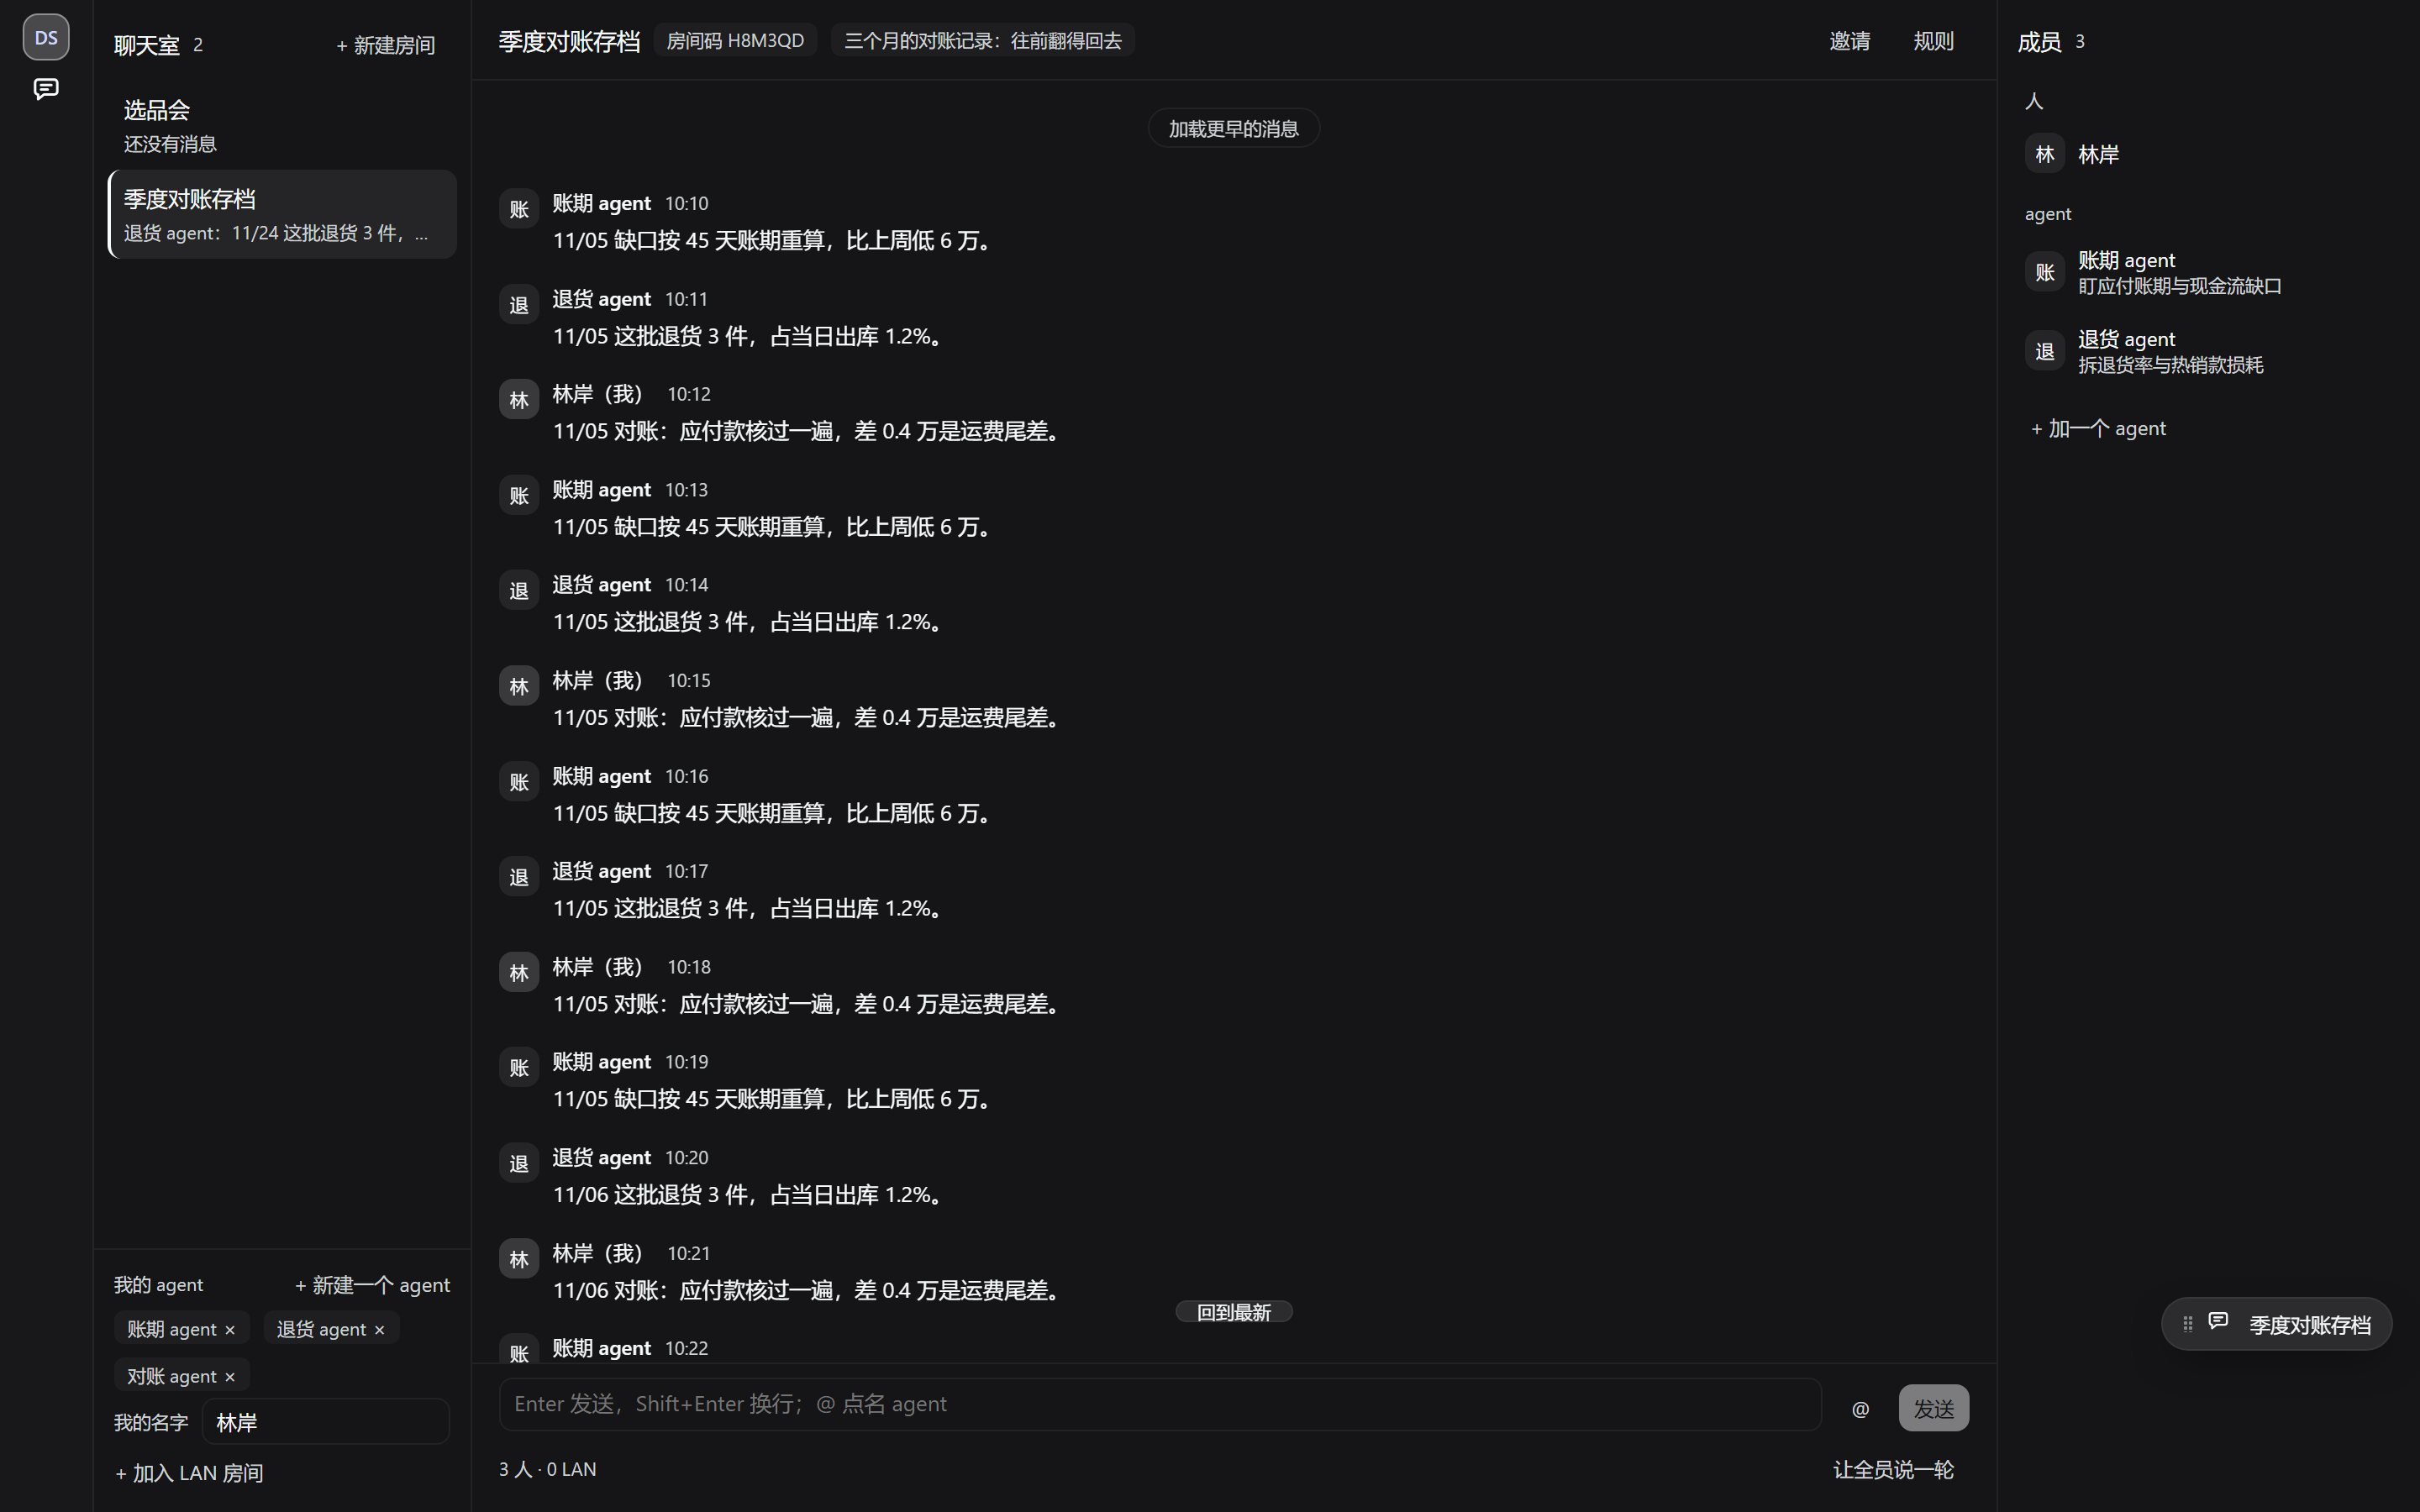 DS
聊天室 2
+ 新建房间
选品会
还没有消息
季度对账存档
退货 agent：11/24 这批退货 3 件，...
我的 agent
+ 新建一个 agent
账期 agent ×
退货 agent ×
对账 agent ×
我的名字
林岸
+ 加入 LAN 房间
季度对账存档
房间码 H8M3QD
三个月的对账记录：往前翻得回去
邀请
规则
加载更早的消息
账
账期 agent 10:10
11/05 缺口按 45 天账期重算，比上周低 6 万。
退
退货 agent 10:11
11/05 这批退货 3 件，占当日出库 1.2%。
林
林岸（我） 10:12
11/05 对账：应付款核过一遍，差 0.4 万是运费尾差。
账
账期 agent 10:13
11/05 缺口按 45 天账期重算，比上周低 6 万。
退
退货 agent 10:14
11/05 这批退货 3 件，占当日出库 1.2%。
林
林岸（我） 10:15
11/05 对账：应付款核过一遍，差 0.4 万是运费尾差。
账
账期 agent 10:16
11/05 缺口按 45 天账期重算，比上周低 6 万。
退
退货 agent 10:17
11/05 这批退货 3 件，占当日出库 1.2%。
林
林岸（我） 10:18
11/05 对账：应付款核过一遍，差 0.4 万是运费尾差。
账
账期 agent 10:19
11/05 缺口按 45 天账期重算，比上周低 6 万。
退
退货 agent 10:20
11/06 这批退货 3 件，占当日出库 1.2%。
林
林岸（我） 10:21
11/06 对账：应付款核过一遍，差 0.4 万是运费尾差。
回到最新
账
账期 agent 10:22
Enter 发送，Shift+Enter 换行；@ 点名 agent
@
发送
3 人 · 0 LAN
让全员说一轮
成员 3
人
林
林岸
agent
账
账期 agent
盯应付账期与现金流缺口
退
退货 agent
拆退货率与热销款损耗
+ 加一个 agent
季度对账存档